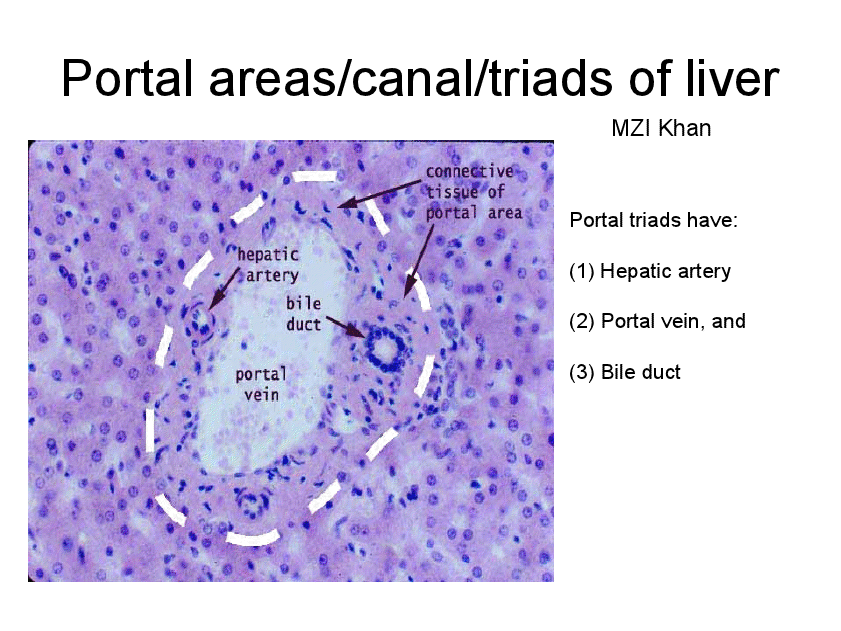 Portal areas/canal/triads of liver
MZI Khan
connective
tissue of
portal area
hepatic
artery
bile
duct
portal
vein
Portal triads have:
(1) Hepatic artery
(2) Portal vein, and
(3) Bile duct